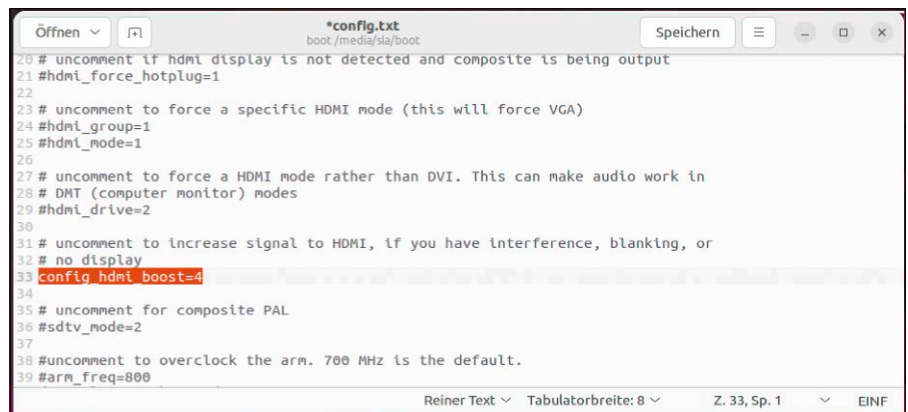 Öffnen
*config.txt
boot /media/sla/boot
Speichern
20 # uncomment if hdmi display is not detected and composite is being output
21 #hdmi_force_hotplug=1
22
23 # uncomment to force a specific HDMI mode (this will force VGA)
24 #hdmi_group=1
25 #hdmi_mode=1
26
27 # uncomment to force a HDMI mode rather than DVI. This can make audio work in
28 # DMT (computer monitor) modes
29 #hdmi_drive=2
30
31 # uncomment to increase signal to HDMI, if you have interference, blanking, or
32 # no display
33 config_hdmi_boost=4
34
35 # uncomment for composite PAL
36 #sdtv_mode=2
37
38 #uncomment to overclock the arm. 700 MHz is the default.
39 #arm_freq=800
Reiner Text Tabulatorbreite: 8 Z. 33, Sp. 1 EINF